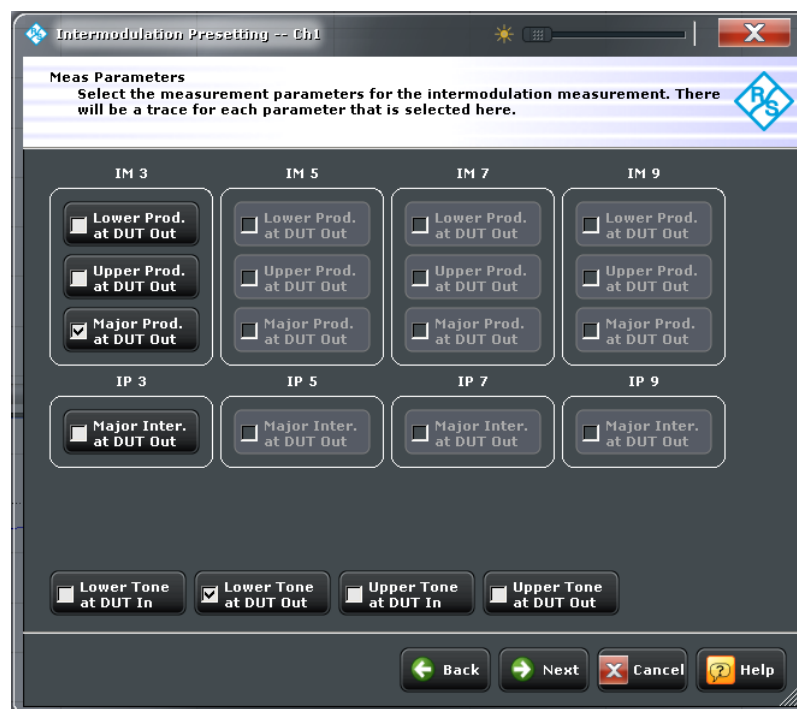 Intermodulation Presetting -- Ch1
Meas Parameters
Select the measurement parameters for the intermodulation measurement. There
will be a trace for each parameter that is selected here.
R&S
IM 3
IM 5
IM 7
IM 9
Lower Prod.
at DUT Out
Lower Prod.
at DUT Out
Lower Prod.
at DUT Out
Lower Prod.
at DUT Out
Upper Prod.
at DUT Out
Upper Prod.
at DUT Out
Upper Prod.
at DUT Out
Upper Prod.
at DUT Out
Major Prod.
at DUT Out
Major Prod.
at DUT Out
Major Prod.
at DUT Out
Major Prod.
at DUT Out
IP 3
IP 5
IP 7
IP 9
Major Inter.
at DUT Out
Major Inter.
at DUT Out
Major Inter.
at DUT Out
Major Inter.
at DUT Out
Lower Tone
at DUT In
Lower Tone
at DUT Out
Upper Tone
at DUT In
Upper Tone
at DUT Out
Back
Next
Cancel
Help